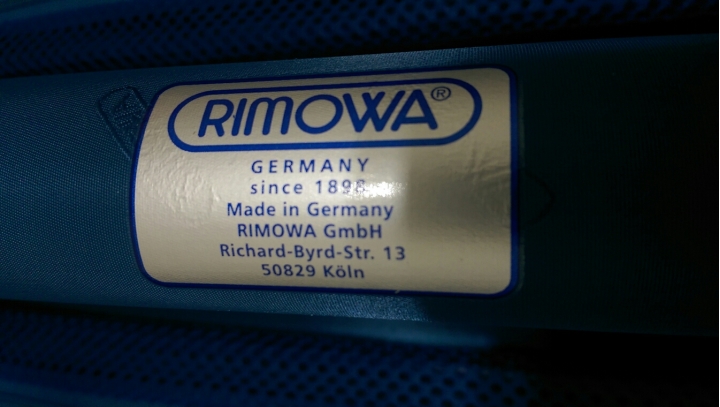 RIMOWA®
GERMANY
since 1898
Made in Germany
RIMOWA GmbH
Richard-Byrd-Str. 13
50829 Köln